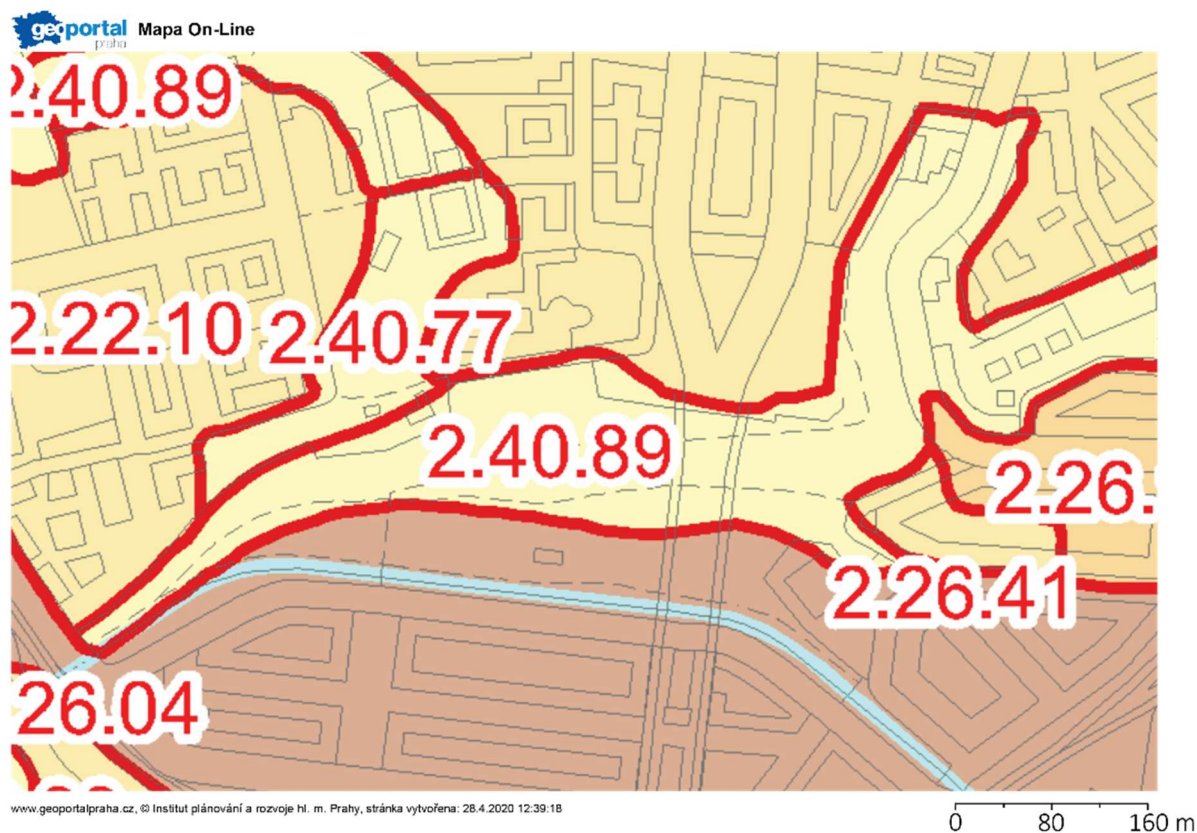 geoportal
praha
Mapa On-Line
2.40.89
2.22.10
2.40.77
2.40.89
2.26.
2.26.41
26.04
www.geoportalpraha.cz, © Institut plánování a rozvoje hl. m. Prahy, stránka vytvořena: 28.4.2020 12:39:18
0 80 160 m